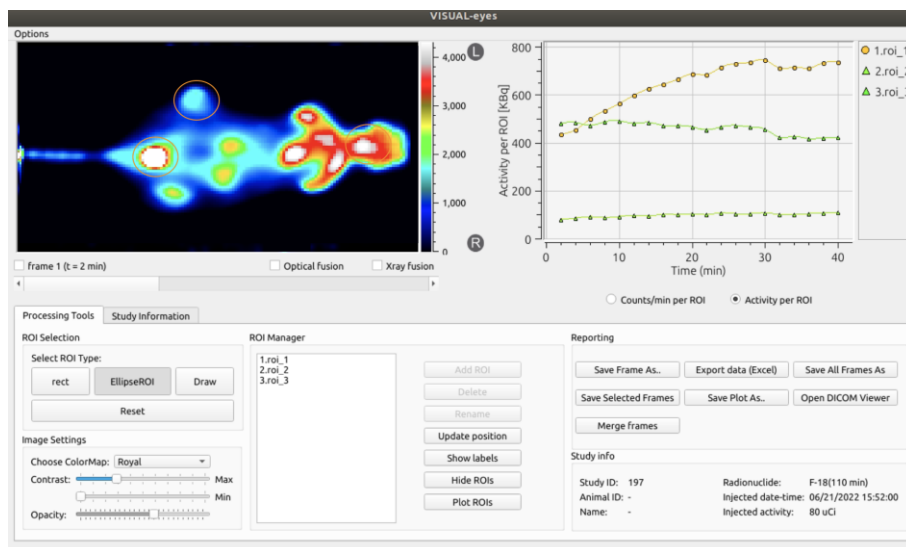 VISUAL-eyes
Options
4,000
3,000
2,000
1,000
0
L
R
Activity per ROI [KBq]
800
600
400
200
0
0 10 20 30 40
Time (min)
1.roi_1
2.roi_2
3.roi_3
frame 1 (t = 2 min) Optical fusion Xray fusion
Counts/min per ROI Activity per ROI
Processing Tools Study Information
ROI Selection
Select ROI Type:
rect EllipseROI Draw
Reset
Image Settings
Choose ColorMap: Royal
Contrast: Max
Min
Opacity:
ROI Manager
1.roi_1
2.roi_2
3.roi_3
Add ROI
Delete
Rename
Update position
Show labels
Hide ROIs
Plot ROIs
Reporting
Save Frame As.. Export data (Excel) Save All Frames As
Save Selected Frames Save Plot As.. Open DICOM Viewer
Merge frames
Study info
Study ID: 197 Radionuclide: F-18(110 min)
Animal ID: - Injected date-time: 06/21/2022 15:52:00
Name: - Injected activity: 80 uCi